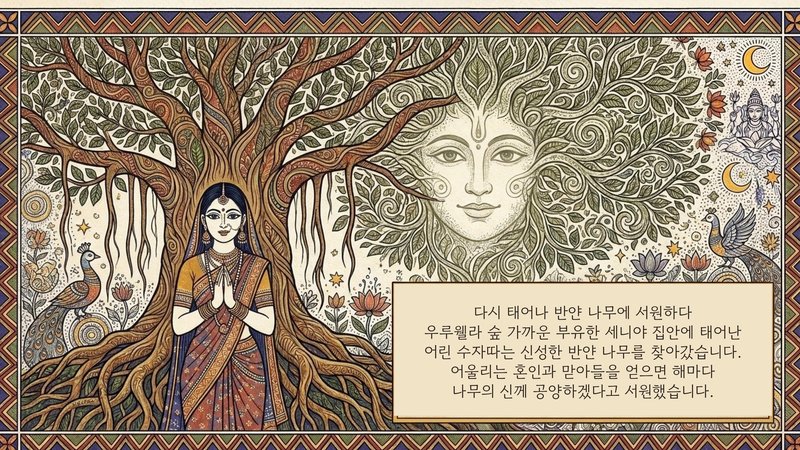 다시 태어나 반얀 나무에 서원하다
우루웰라 숲 가까운 부유한 세니야 집안에 태어난
어린 수자따는 신성한 반얀 나무를 찾아갔습니다.
어울리는 혼인과 맏아들을 얻으면 해마다
나무의 신께 공양하겠다고 서원했습니다.